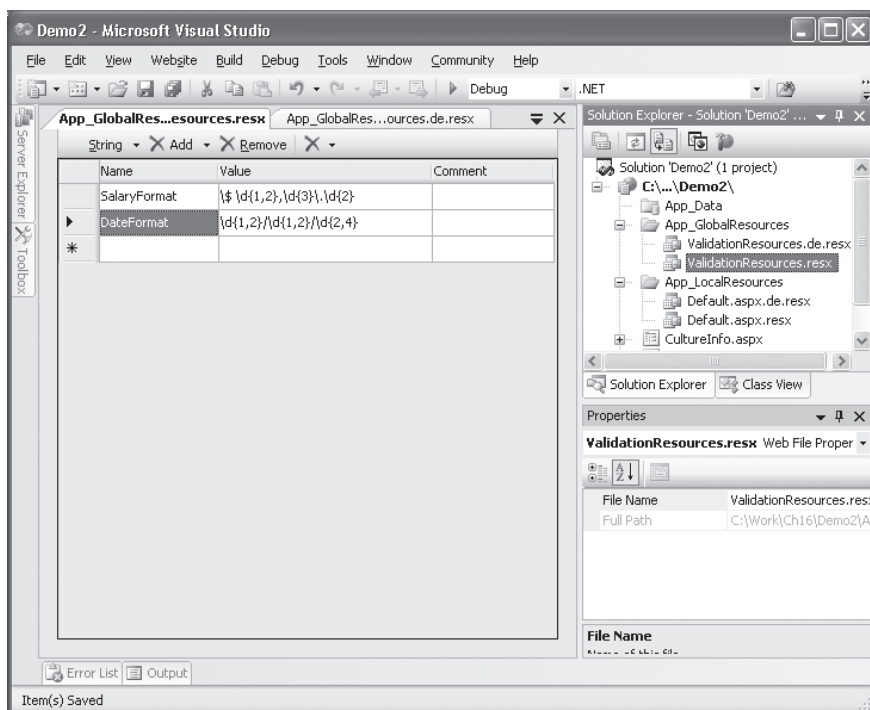 Demo2 - Microsoft Visual Studio
File Edit View Website Build Debug Tools Window Community Help
Debug .NET
Server Explorer
Toolbox
App_GlobalRes...esources.resx App_GlobalRes...ources.de.resx
String Add Remove
Name Value Comment
SalaryFormat \$ \d{1,2},\d{3}\.\d{2}
DateFormat \d{1,2}/\d{1,2}/\d{2,4}
Solution Explorer - Solution 'Demo2' ...
Solution 'Demo2' (1 project)
C:\...\Demo2\
App_Data
App_GlobalResources
ValidationResources.de.resx
ValidationResources.resx
App_LocalResources
Default.aspx.de.resx
Default.aspx.resx
CultureInfo.aspx
Solution Explorer Class View
Properties
ValidationResources.resx Web File Proper
File Name ValidationResources.res
Full Path C:\Work\Ch16\Demo2\A
File Name
Error List Output
Item(s) Saved